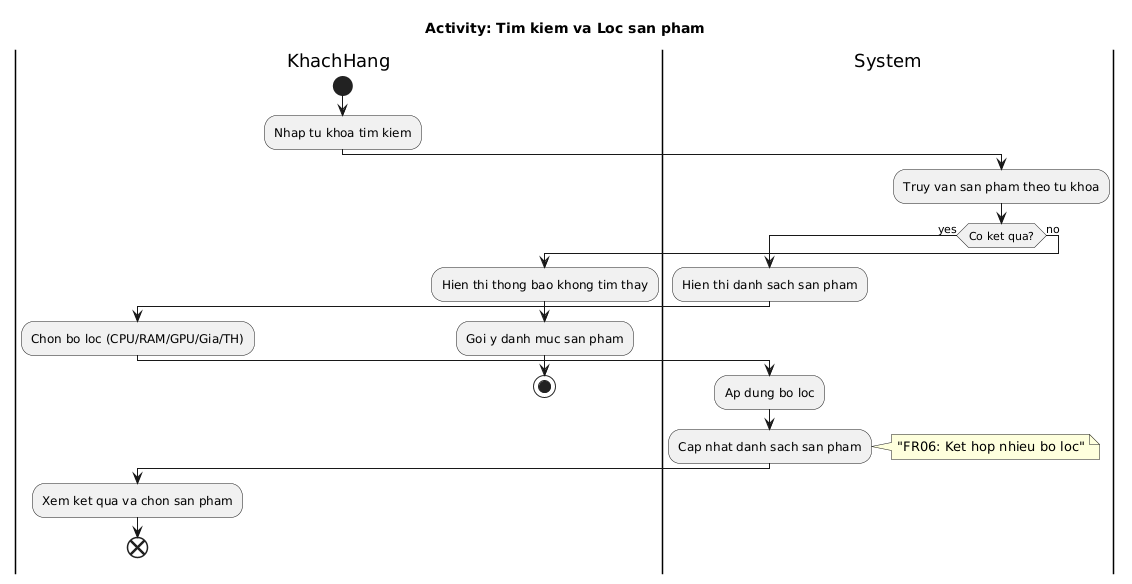 Activity: Tim kiem va Loc san pham
KhachHang
System
Nhap tu khoa tim kiem
Truy van san pham theo tu khoa
yes
Co ket qua?
no
Hien thi thong bao khong tim thay
Hien thi danh sach san pham
Chon bo loc (CPU/RAM/GPU/Gia/TH)
Goi y danh muc san pham
Ap dung bo loc
Cap nhat danh sach san pham
"FR06: Ket hop nhieu bo loc"
Xem ket qua va chon san pham